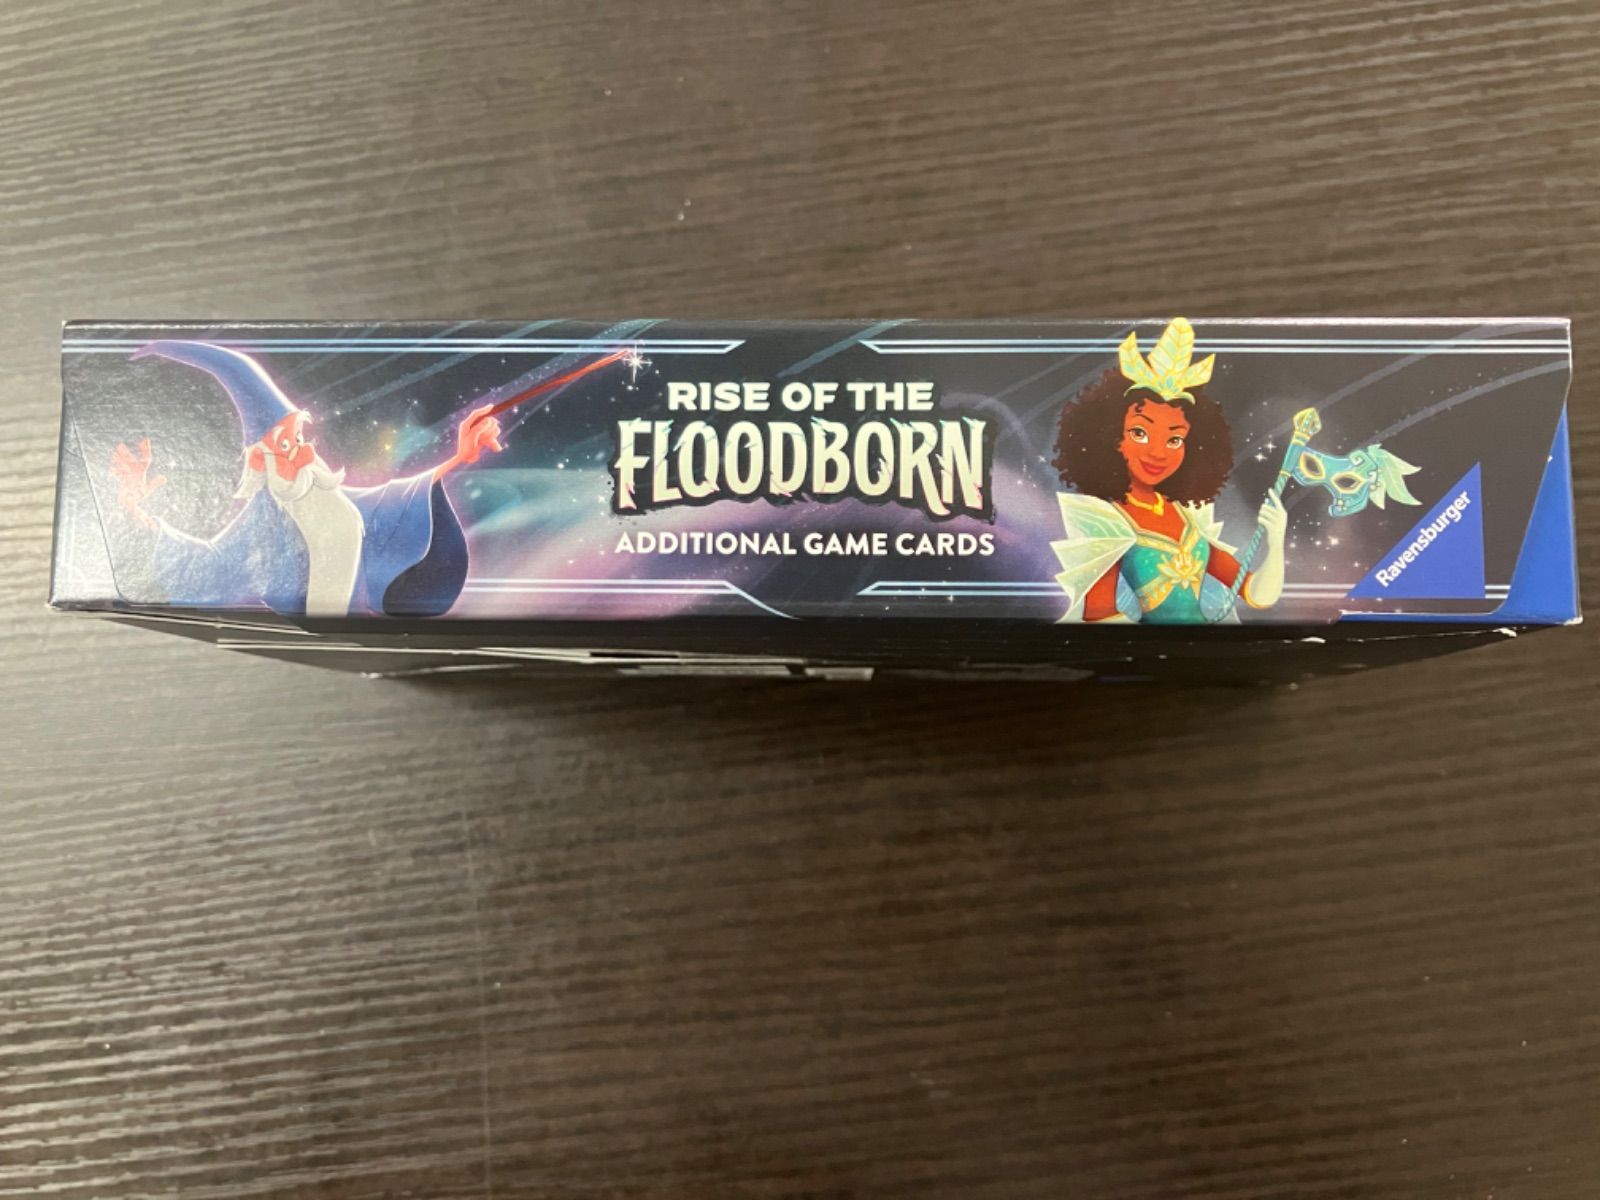 RISE OF THE
FLOODBORN
ADDITIONAL GAME CARDS
Ravensburger